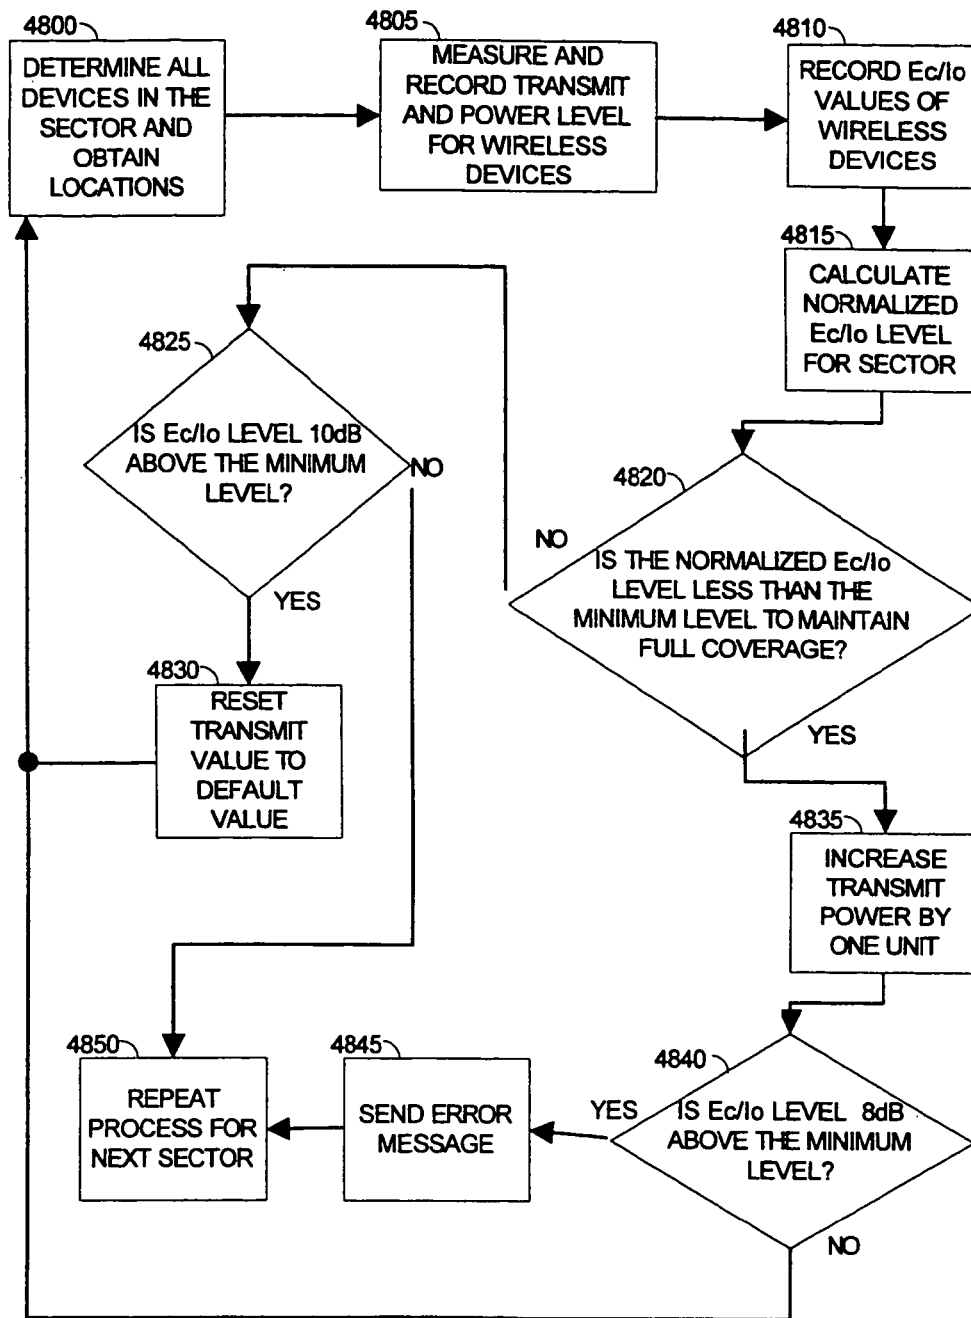 4800
DETERMINE ALL
DEVICES IN THE
SECTOR AND
OBTAIN
LOCATIONS
4805
MEASURE AND
RECORD TRANSMIT
AND POWER LEVEL
FOR WIRELESS
DEVICES
4810
RECORD Ec/Io
VALUES OF
WIRELESS
DEVICES
4815
CALCULATE
NORMALIZED
Ec/Io LEVEL
FOR SECTOR
4820
IS THE NORMALIZED Ec/Io
LEVEL LESS THAN THE
MINIMUM LEVEL TO MAINTAIN
FULL COVERAGE?
NO
YES
4825
IS Ec/Io LEVEL 10dB
ABOVE THE MINIMUM
LEVEL?
NO
YES
4830
RESET
TRANSMIT
VALUE TO
DEFAULT
VALUE
4835
INCREASE
TRANSMIT
POWER BY
ONE UNIT
4840
IS Ec/Io LEVEL 8dB
ABOVE THE MINIMUM
LEVEL?
YES
NO
4845
SEND ERROR
MESSAGE
4850
REPEAT
PROCESS FOR
NEXT SECTOR